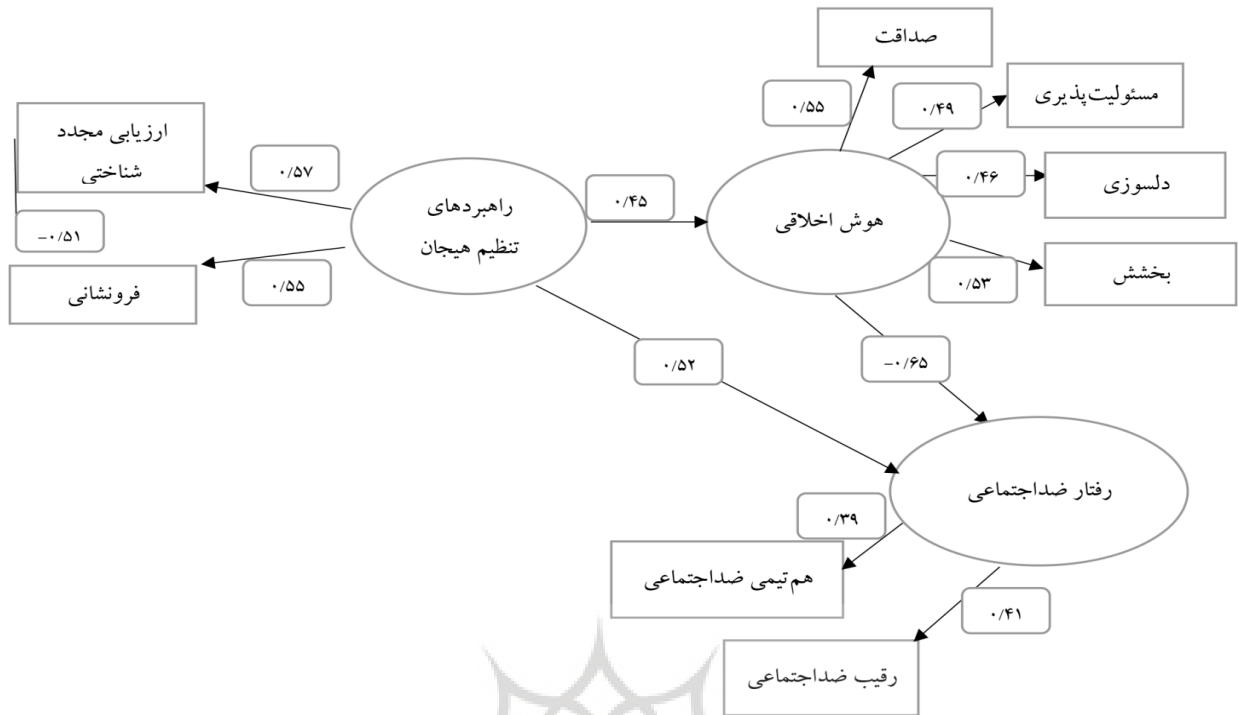 صداقت
مسئولیت‌پذیری
۰/۵۵
۰/۴۹
ارزیابی مجدد
شناختی
۰/۵۷
دلسوزی
۰/۴۶
راهبردهای
تنظیم هیجان
۰/۴۵
هوش اخلاقی
–۰/۵۱
بخشش
۰/۵۳
فرونشانی
۰/۵۵
۰/۵۲
–۰/۶۵
رفتار ضداجتماعی
۰/۳۹
هم‌تیمی ضداجتماعی
۰/۴۱
رقیب ضداجتماعی